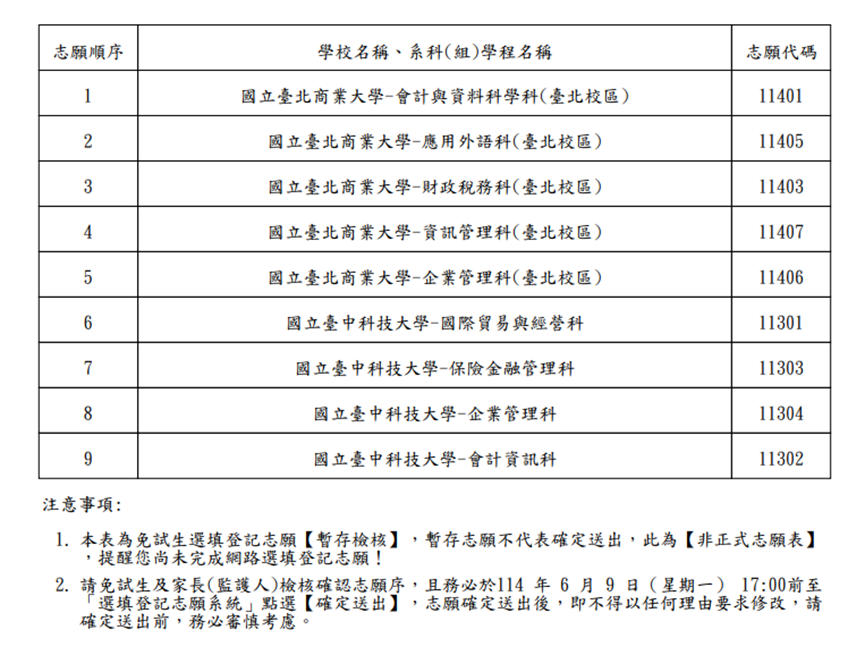 志願順序 學校名稱、系科(組)學程名稱 志願代碼
1 國立臺北商業大學-會計與資料科學科(臺北校區) 11401
2 國立臺北商業大學-應用外語科(臺北校區) 11405
3 國立臺北商業大學-財政稅務科(臺北校區) 11403
4 國立臺北商業大學-資訊管理科(臺北校區) 11407
5 國立臺北商業大學-企業管理科(臺北校區) 11406
6 國立臺中科技大學-國際貿易與經營科 11301
7 國立臺中科技大學-保險金融管理科 11303
8 國立臺中科技大學-企業管理科 11304
9 國立臺中科技大學-會計資訊科 11302
注意事項:
1. 本表為免試生選填登記志願【暫存檢核】，暫存志願不代表確定送出，此為【非正式志願表】
，提醒您尚未完成網路選填登記志願！
2. 請免試生及家長(監護人)檢核確認志願序，且務必於114 年 6 月 9 日（星期一） 17:00前至
「選填登記志願系統」點選【確定送出】，志願確定送出後，即不得以任何理由要求修改，請
確定送出前，務必審慎考慮。